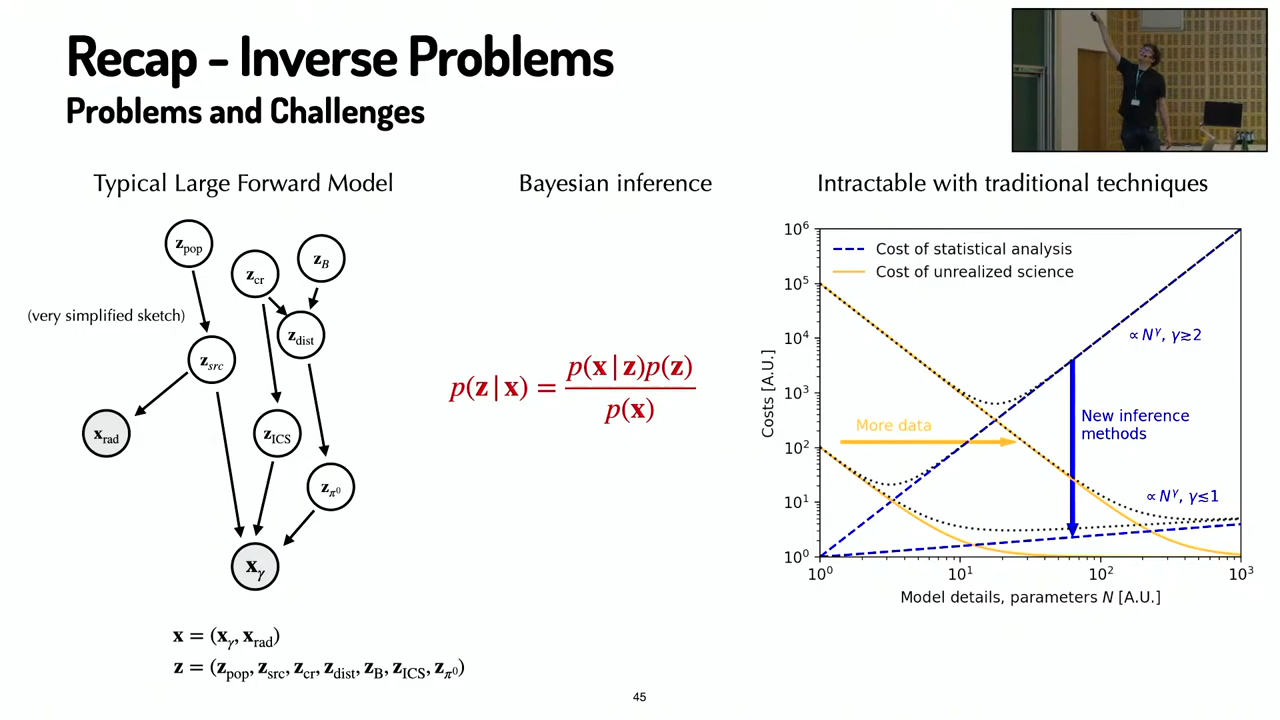 Recap - Inverse Problems
Problems and Challenges
Typical Large Forward Model
z_pop
z_cr
z_B
(very simplified sketch)
z_dist
z_src
x_rad
z_ICS
z_π⁰
x_γ
x = (x_γ, x_rad)
z = (z_pop, z_src, z_cr, z_dist, z_B, z_ICS, z_π⁰)
Bayesian inference
p(z|x) = p(x|z)p(z) / p(x)
Intractable with traditional techniques
Costs [A.U.]
10⁶
10⁵
10⁴
10³
10²
10¹
10⁰
Cost of statistical analysis
Cost of unrealized science
∝ N^γ, γ≳2
More data
New inference
methods
∝ N^γ, γ≲1
10⁰ 10¹ 10² 10³
Model details, parameters N [A.U.]
45